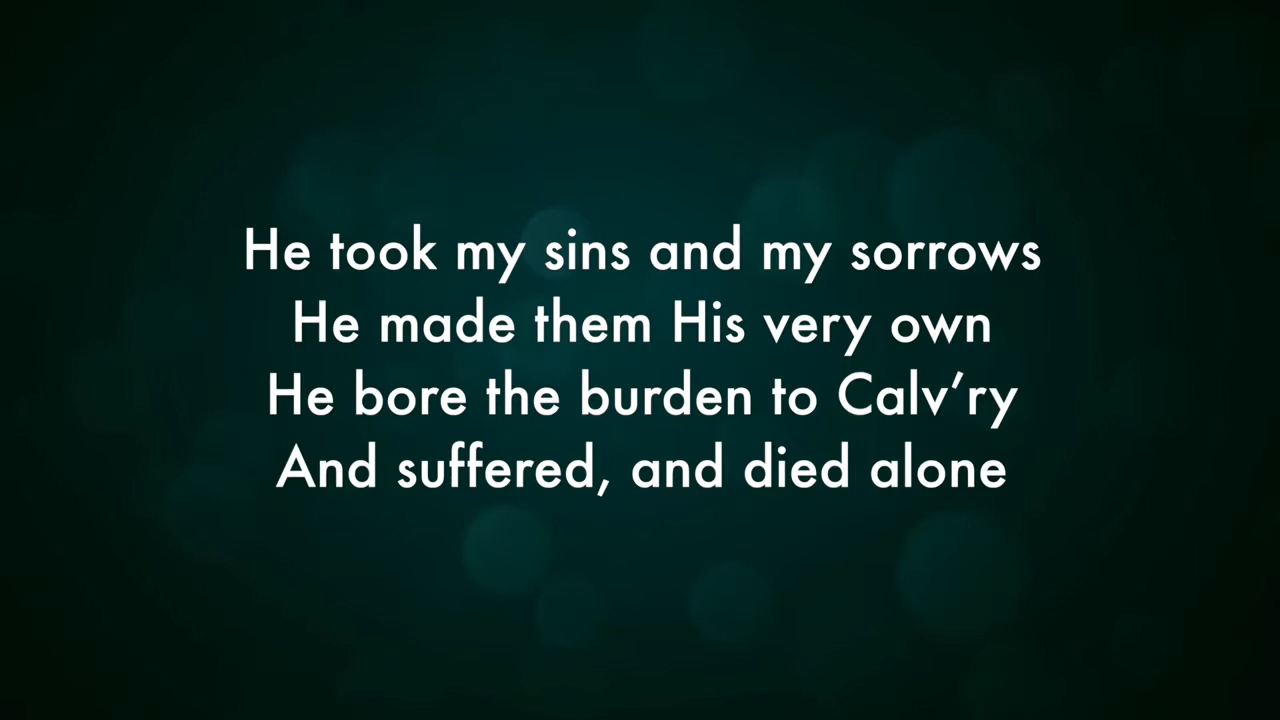 He took my sins and my sorrows
He made them His very own
He bore the burden to Calv’ry
And suffered, and died alone